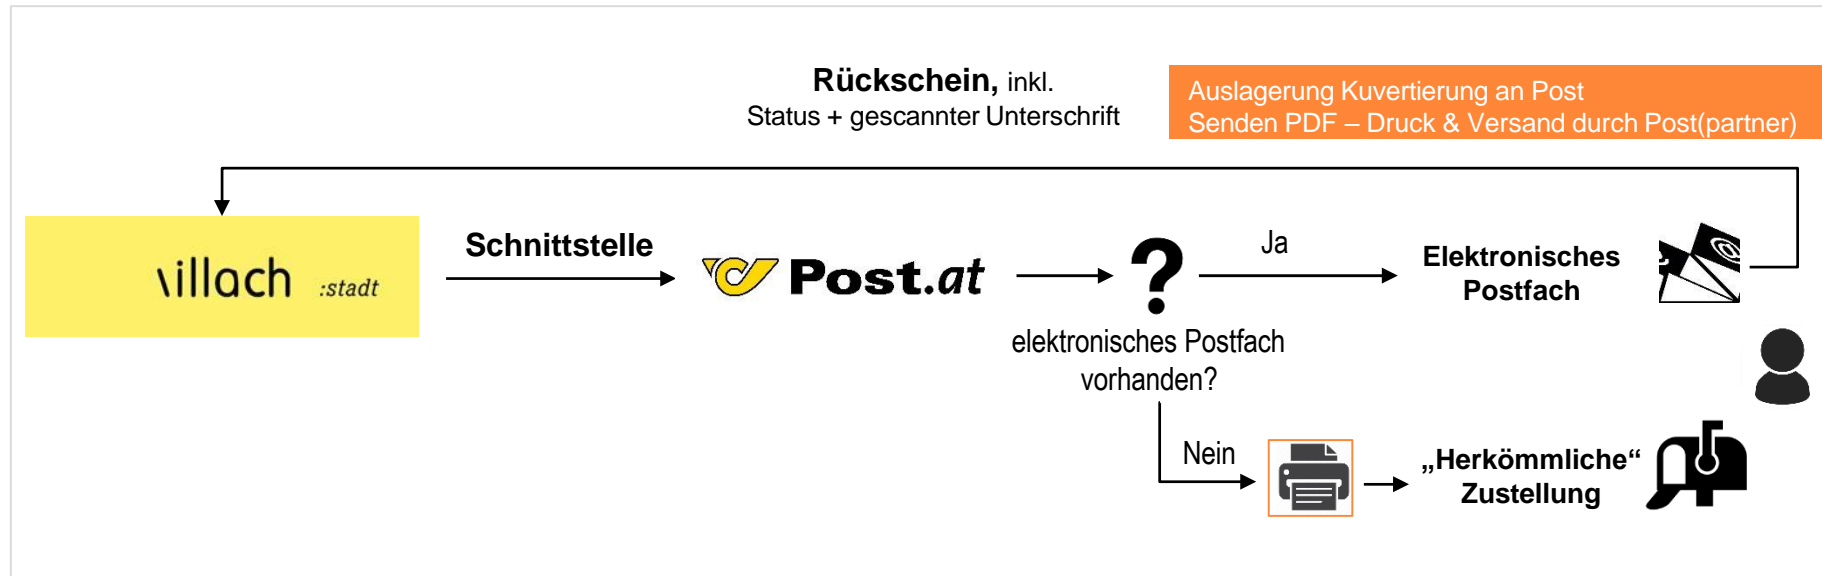 Rückschein, inkl.
Status + gescannter Unterschrift
Auslagerung Kuvertierung an Post
Senden PDF – Druck & Versand durch Post(partner)
villach :stadt
Schnittstelle
Post.at
?
Ja
Elektronisches
Postfach
@
elektronisches Postfach
vorhanden?
Nein
„Herkömmliche“
Zustellung